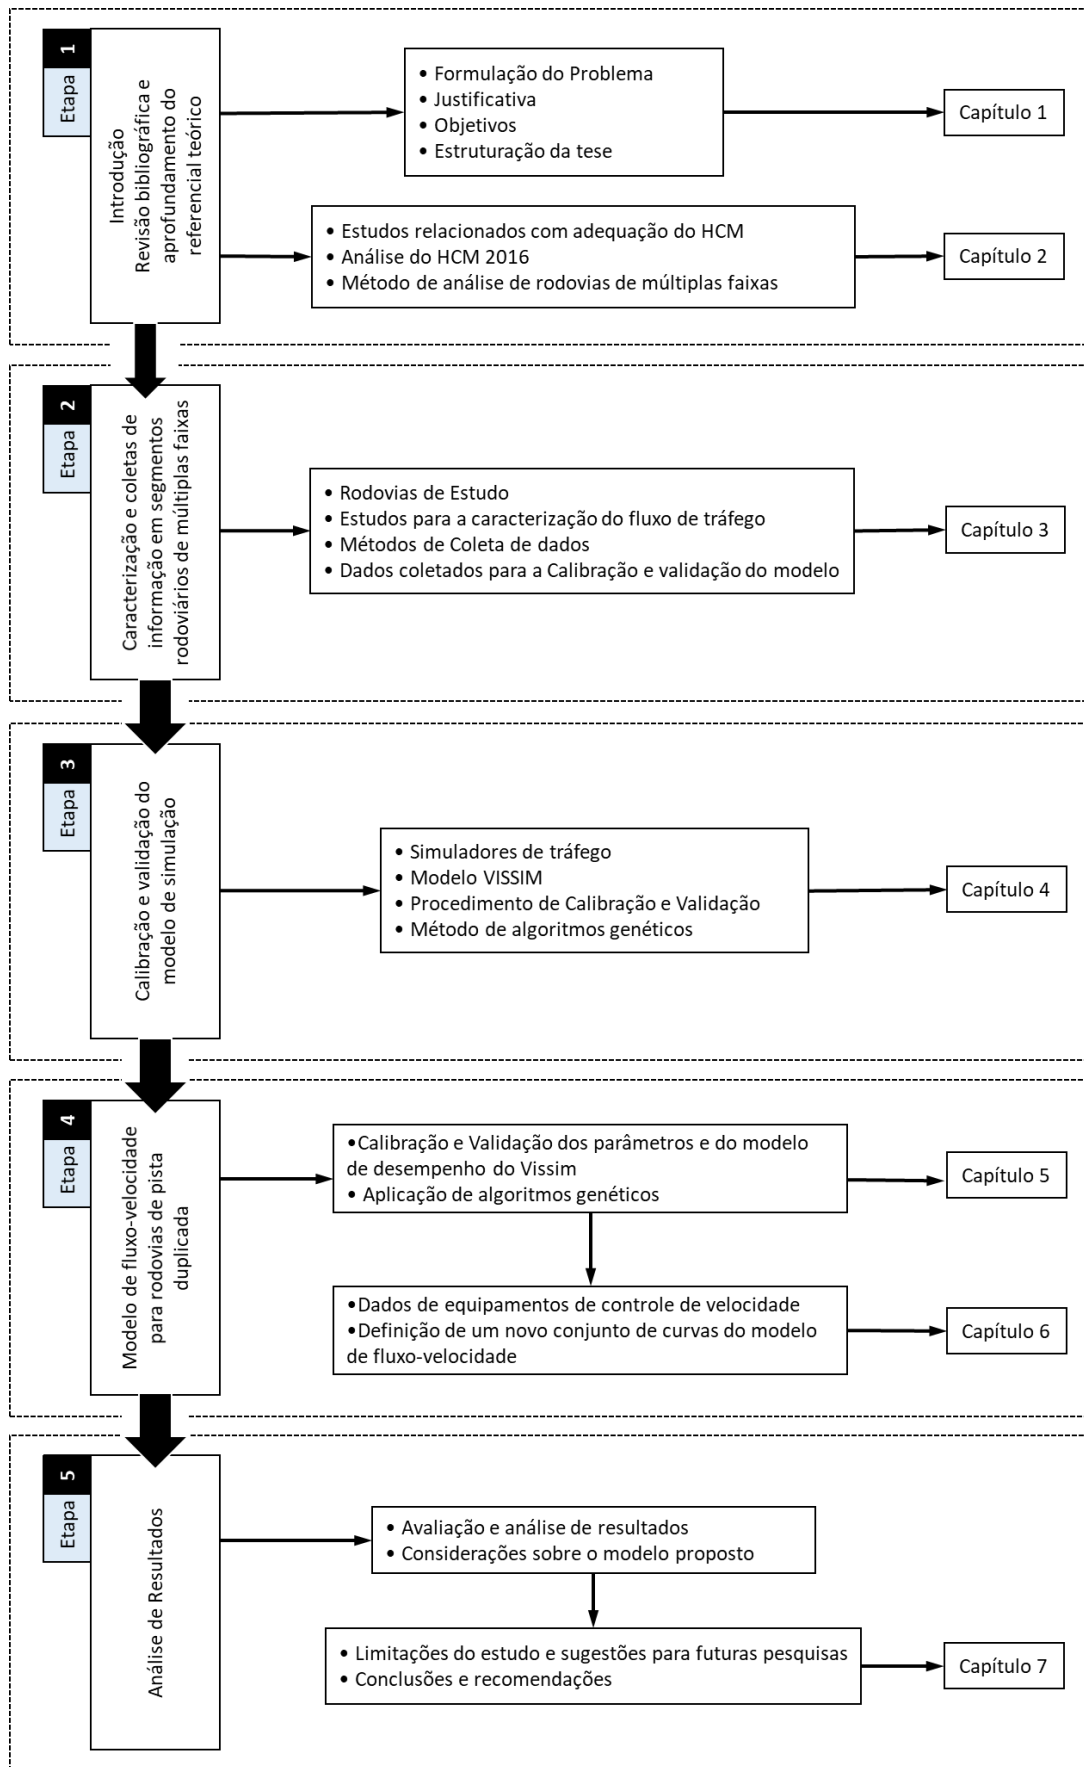 Etapa 1
Introdução
Revisão bibliográfica e
aprofundamento do
referencial teórico
• Formulação do Problema
• Justificativa
• Objetivos
• Estruturação da tese
Capítulo 1
• Estudos relacionados com adequação do HCM
• Análise do HCM 2016
• Método de análise de rodovias de múltiplas faixas
Capítulo 2
Etapa 2
Caracterização e coletas de
informação em segmentos
rodoviários de múltiplas faixas
• Rodovias de Estudo
• Estudos para a caracterização do fluxo de tráfego
• Métodos de Coleta de dados
• Dados coletados para a Calibração e validação do modelo
Capítulo 3
Etapa 3
Calibração e validação do
modelo de simulação
• Simuladores de tráfego
• Modelo VISSIM
• Procedimento de Calibração e Validação
• Método de algoritmos genéticos
Capítulo 4
Etapa 4
Modelo de fluxo-velocidade
para rodovias de pista
duplicada
•Calibração e Validação dos parâmetros e do modelo
de desempenho do Vissim
• Aplicação de algoritmos genéticos
Capítulo 5
•Dados de equipamentos de controle de velocidade
•Definição de um novo conjunto de curvas do modelo
de fluxo-velocidade
Capítulo 6
Etapa 5
Análise de Resultados
• Avaliação e análise de resultados
• Considerações sobre o modelo proposto
• Limitações do estudo e sugestões para futuras pesquisas
• Conclusões e recomendações
Capítulo 7